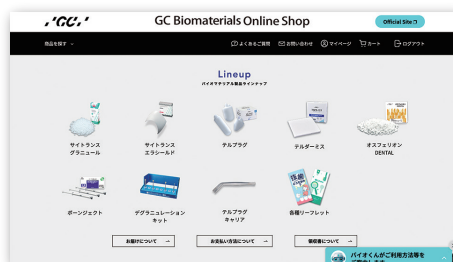 'GC'
GC Biomaterials Online Shop
Official Site
商品を探す
よくあるご質問
お問い合わせ
マイページ
カート
ログアウト
Lineup
バイオマテリアル製品ラインナップ
サイトランス
グラニュール
サイトランス
エラシールド
テルプラグ
テルダーミス
オスフェリオン
DENTAL
ボーンジェクト
デグラニュレーション
キット
テルプラグ
キャリア
各種リーフレット
お届けについて →
お支払い方法について →
領収書について →
バイオくんがご利用方法等を
ご案内します